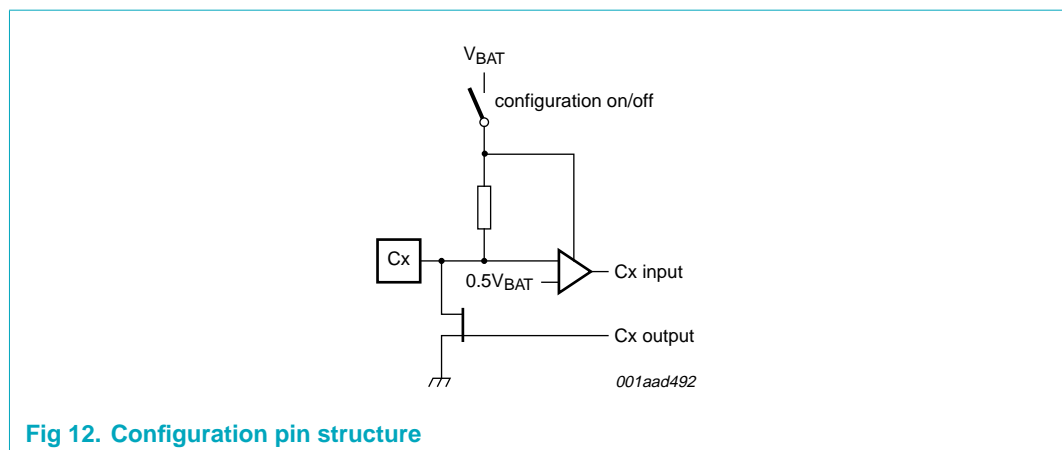 VBAT
configuration on/off
Cx
0.5VBAT
Cx input
Cx output
001aad492
Fig 12. Configuration pin structure